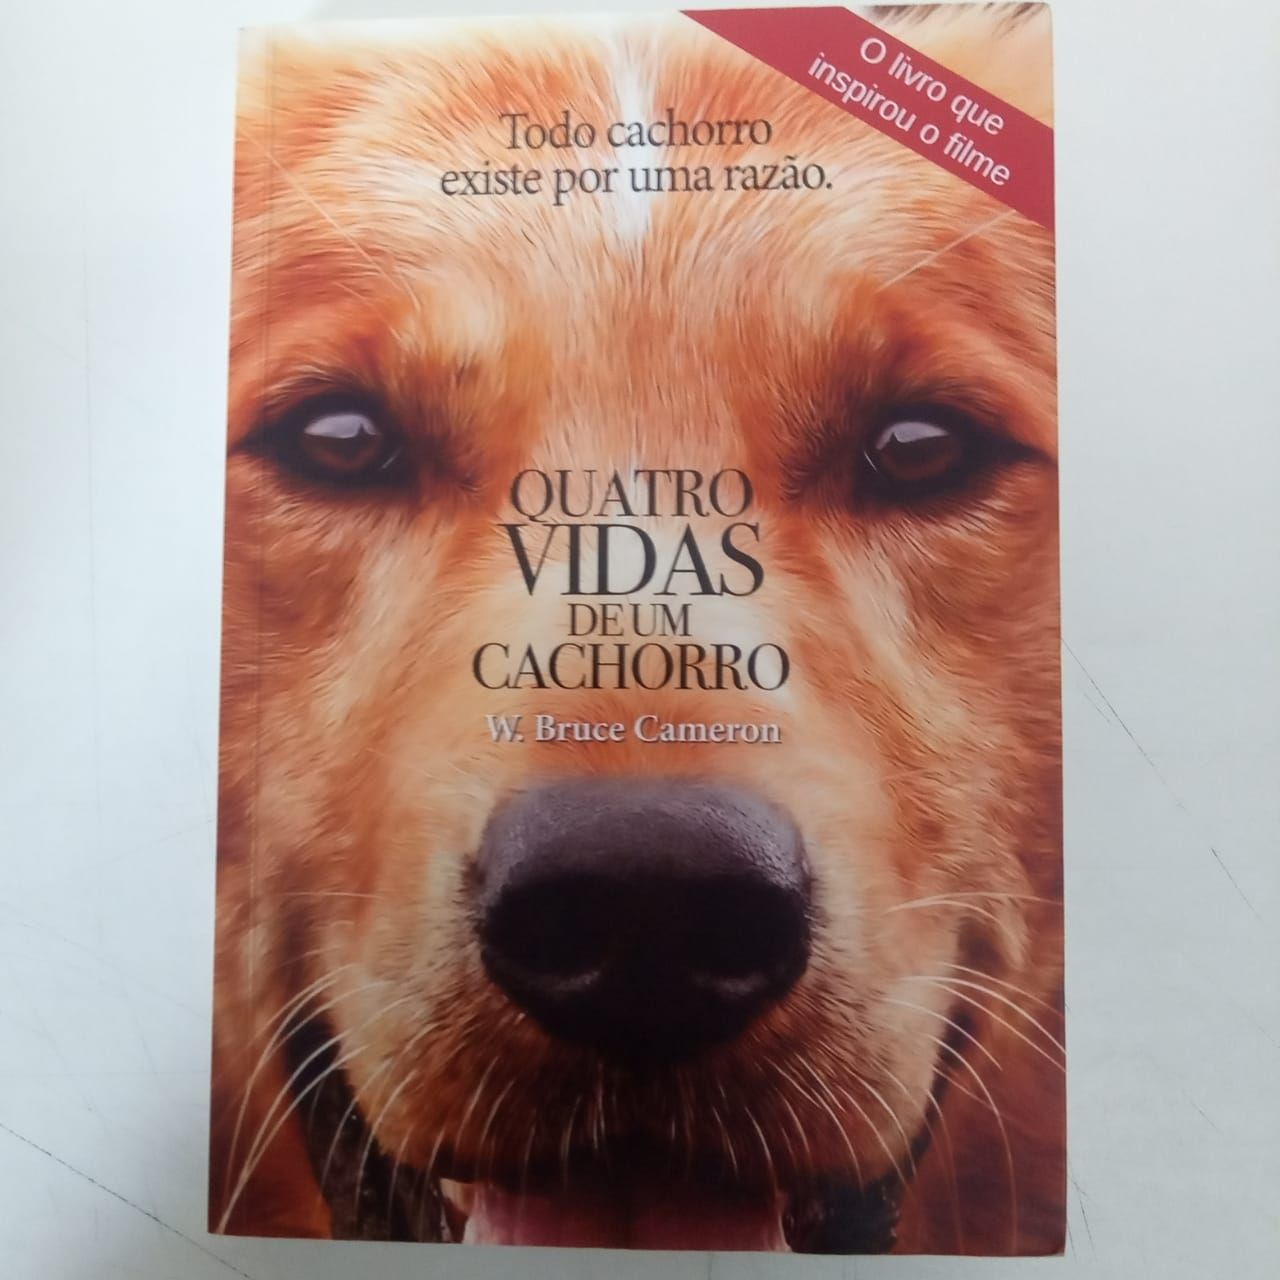 O livro que
inspirou o filme
Todo cachorro
existe por uma razão.
QUATRO
VIDAS
DE UM
CACHORRO
W. Bruce Cameron